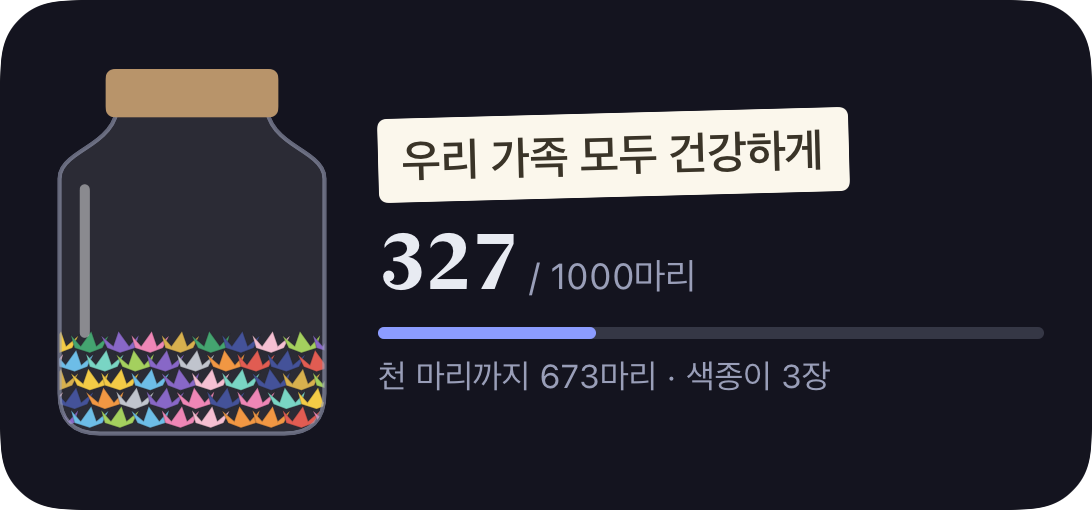 우리 가족 모두 건강하게
327 / 1000마리
천 마리까지 673마리 · 색종이 3장